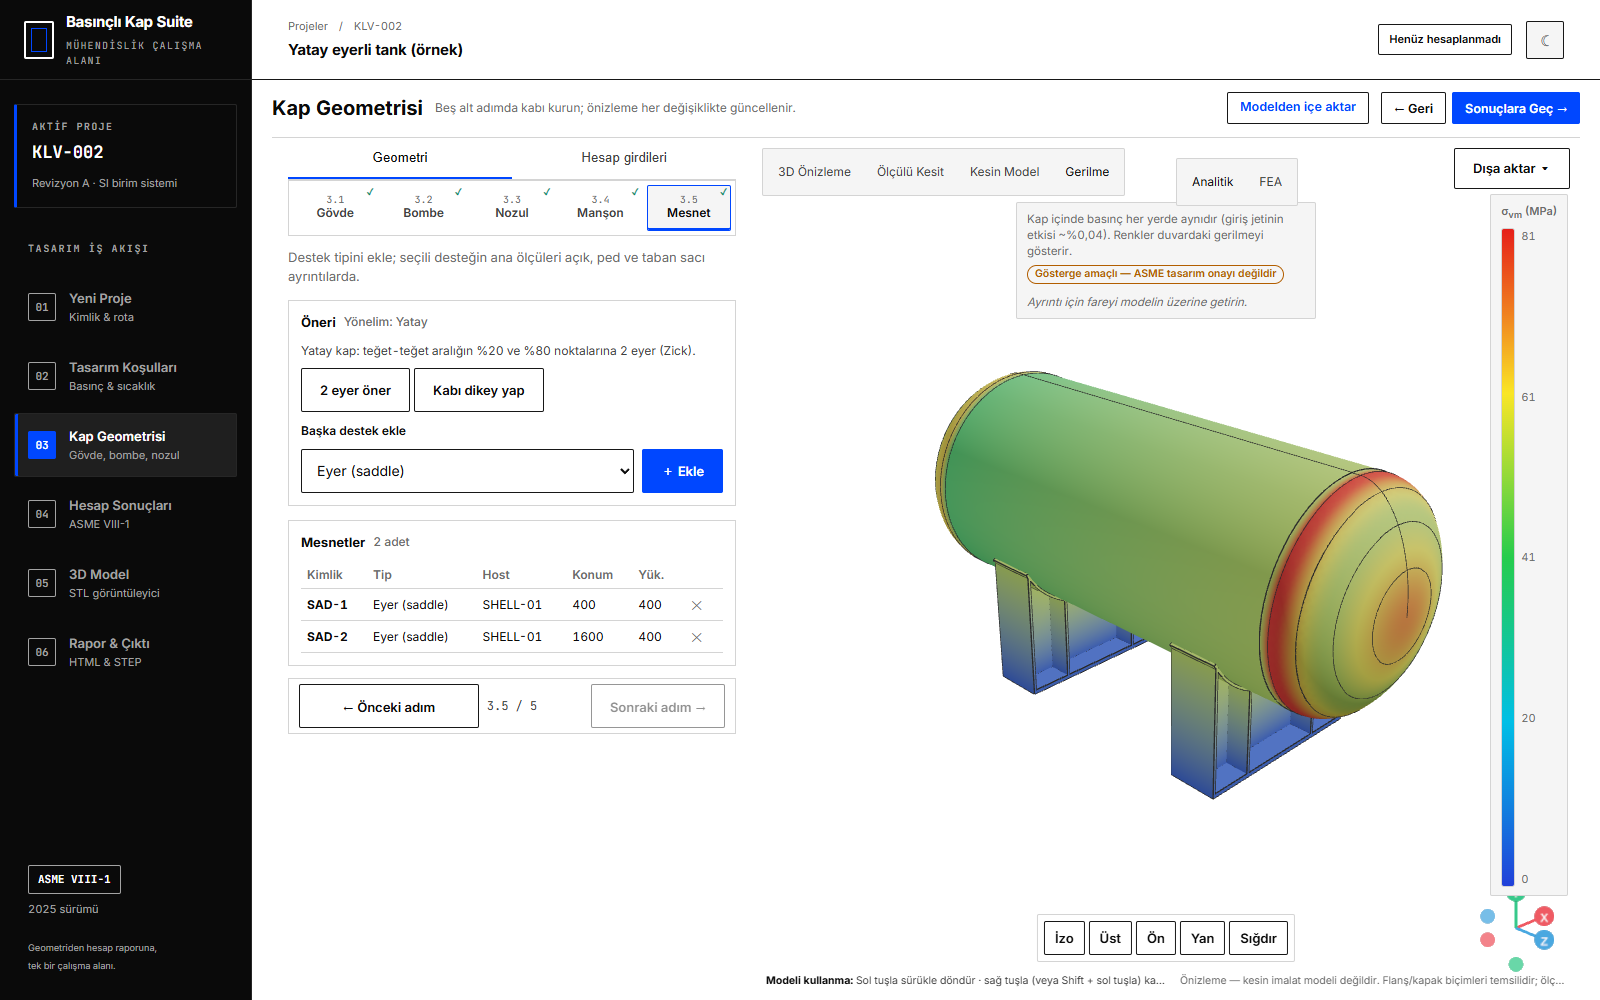 Basınçlı Kap Suite
MÜHENDİSLİK ÇALIŞMA
ALANI
AKTİF PROJE
KLV-002
Revizyon A · SI birim sistemi
TASARIM İŞ AKIŞI
01
Yeni Proje
Kimlik & rota
02
Tasarım Koşulları
Basınç & sıcaklık
03
Kap Geometrisi
Gövde, bombe, nozul
04
Hesap Sonuçları
ASME VIII-1
05
3D Model
STL görüntüleyici
06
Rapor & Çıktı
HTML & STEP
ASME VIII-1
2025 sürümü
Geometriden hesap raporuna,
tek bir çalışma alanı.
Projeler / KLV-002
Yatay eyerli tank (örnek)
Henüz hesaplanmadı
Kap Geometrisi Beş alt adımda kabı kurun; önizleme her değişiklikte güncellenir.
Modelden içe aktar
← Geri
Sonuçlara Geç →
Geometri
Hesap girdileri
3.1 ✓
Gövde
3.2 ✓
Bombe
3.3 ✓
Nozul
3.4 ✓
Manşon
3.5 ✓
Mesnet
Destek tipini ekle; seçili desteğin ana ölçüleri açık, ped ve taban sacı
ayrıntılarda.
Öneri Yönelim: Yatay
Yatay kap: teğet-teğet aralığın %20 ve %80 noktalarına 2 eyer (Zick).
2 eyer öner
Kabı dikey yap
Başka destek ekle
Eyer (saddle)
+ Ekle
Mesnetler 2 adet
Kimlik Tip Host Konum Yük.
SAD-1 Eyer (saddle) SHELL-01 400 400 ×
SAD-2 Eyer (saddle) SHELL-01 1600 400 ×
← Önceki adım
3.5 / 5
Sonraki adım →
3D Önizleme
Ölçülü Kesit
Kesin Model
Gerilme
Analitik
FEA
Dışa aktar
Kap içinde basınç her yerde aynıdır (giriş jetinin
etkisi ~%0,04). Renkler duvardaki gerilmeyi
gösterir.
Gösterge amaçlı — ASME tasarım onayı değildir
Ayrıntı için fareyi modelin üzerine getirin.
σvm (MPa)
81
61
41
20
0
X
Z
İzo
Üst
Ön
Yan
Sığdır
Modeli kullanma: Sol tuşla sürükle döndür · sağ tuşla (veya Shift + sol tuşla) ka...
Önizleme — kesin imalat modeli değildir. Flanş/kapak biçimleri temsilidir; ölç...